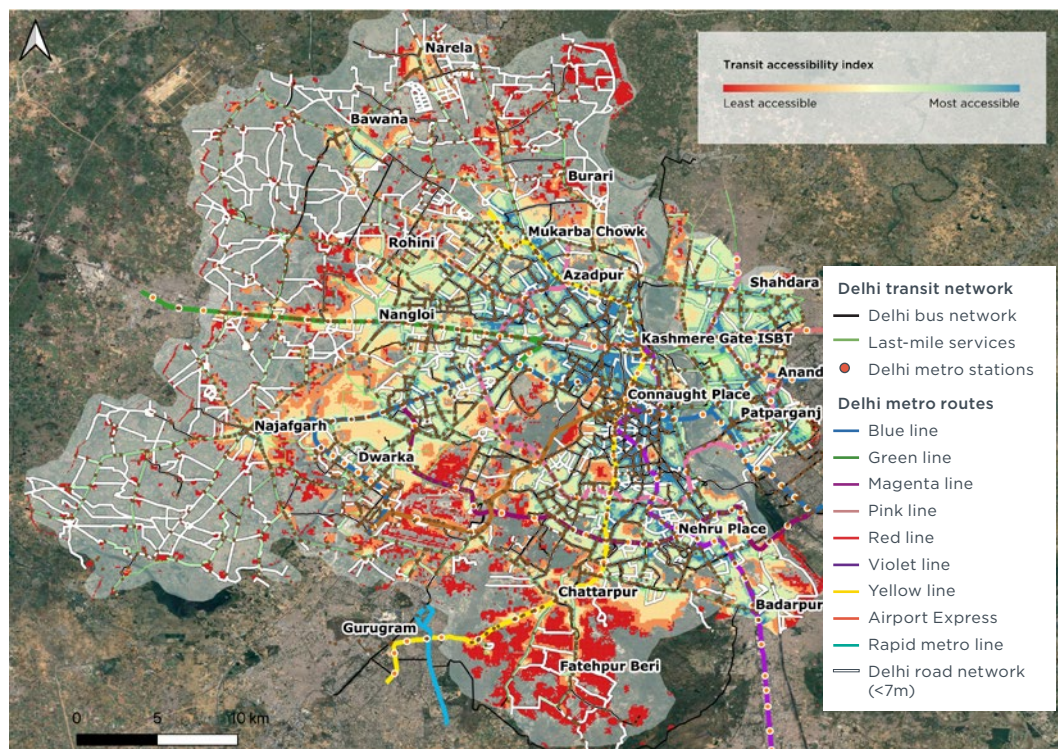 Narela
Bawana
Burari
Mukarba Chowk
Rohini
Azadpur
Shahdara
Nangloi
Kashmere Gate ISBT
Anand
Connaught Place
Patparganj
Najafgarh
Dwarka
Nehru Place
Chattarpur
Badarpur
Gurugram
Fatehpur Beri
0 5 10 km
Transit accessibility index
Least accessible Most accessible
Delhi transit network
Delhi bus network
Last-mile services
Delhi metro stations
Delhi metro routes
Blue line
Green line
Magenta line
Pink line
Red line
Violet line
Yellow line
Airport Express
Rapid metro line
Delhi road network
(<7m)